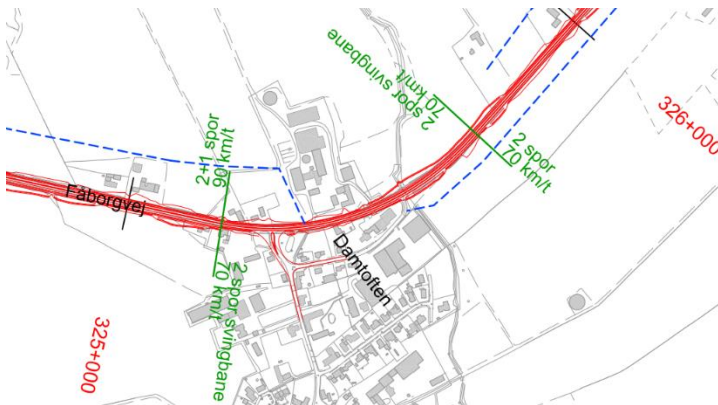 2 spor svingbane
70 km/t
2 spor
70 km/t
326+000
2+1 spor
90 km/t
Fåborgvej
Damtoften
2 spor svingbane
70 km/t
325+000